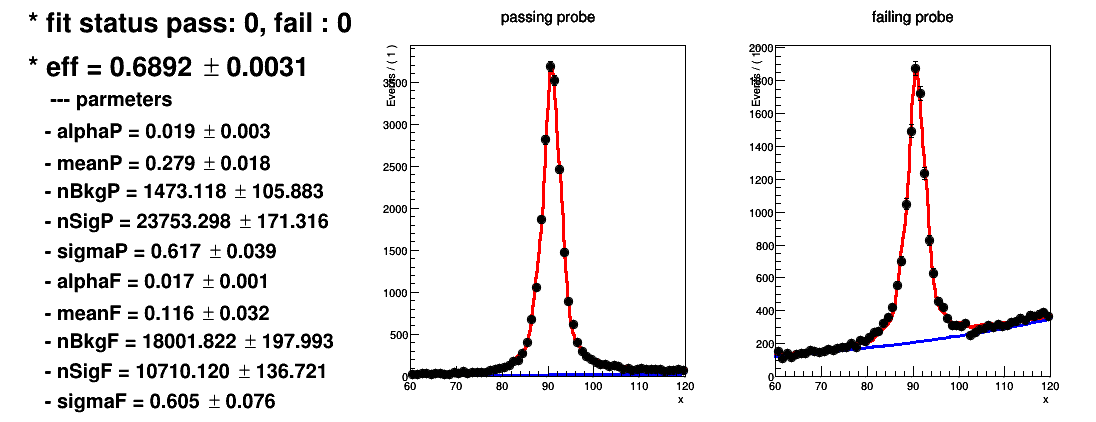 * fit status pass: 0, fail : 0
* eff = 0.6892 ± 0.0031
--- parmeters
- alphaP = 0.019 ± 0.003
- meanP = 0.279 ± 0.018
- nBkgP = 1473.118 ± 105.883
- nSigP = 23753.298 ± 171.316
- sigmaP = 0.617 ± 0.039
- alphaF = 0.017 ± 0.001
- meanF = 0.116 ± 0.032
- nBkgF = 18001.822 ± 197.993
- nSigF = 10710.120 ± 136.721
- sigmaF = 0.605 ± 0.076
passing probe
Events / ( 1 )
3500
3000
2500
2000
1500
1000
500
0
60 70 80 90 100 110 120
x
failing probe
Events / ( 1 )
2000
1800
1600
1400
1200
1000
800
600
400
200
0
60 70 80 90 100 110 120
x